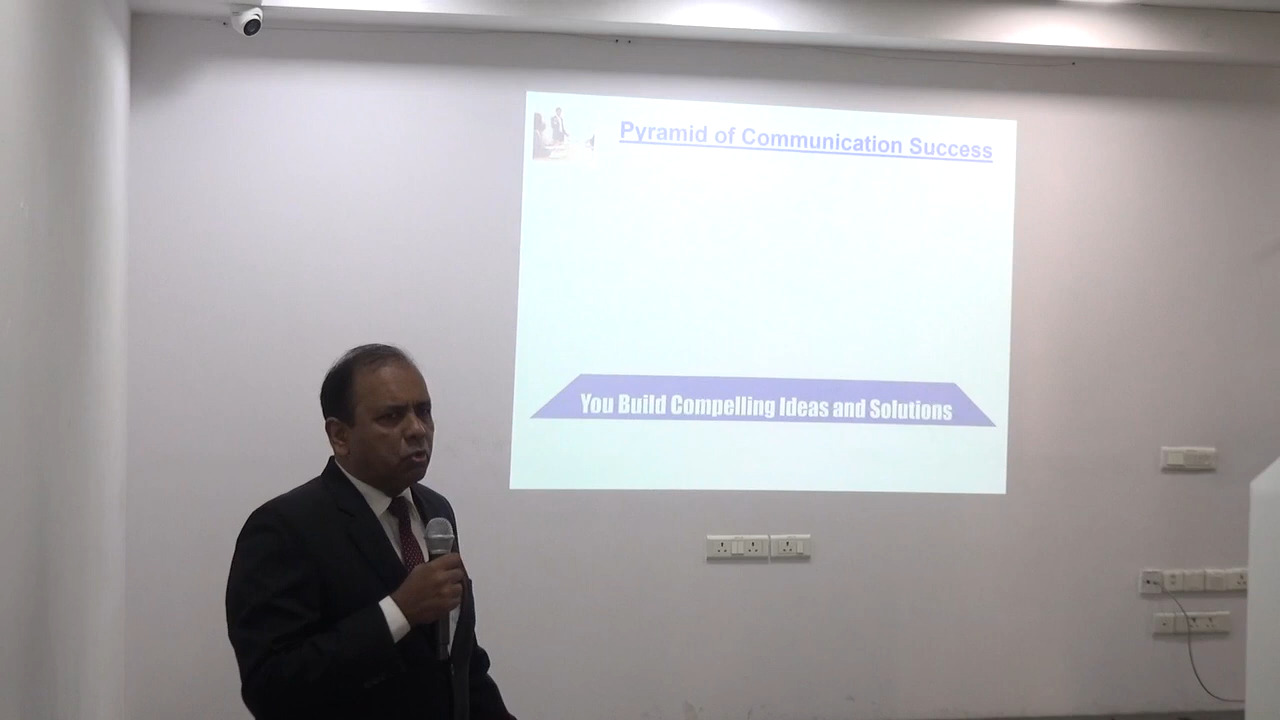 Pyramid of Communication Success
You Build Compelling Ideas and Solutions